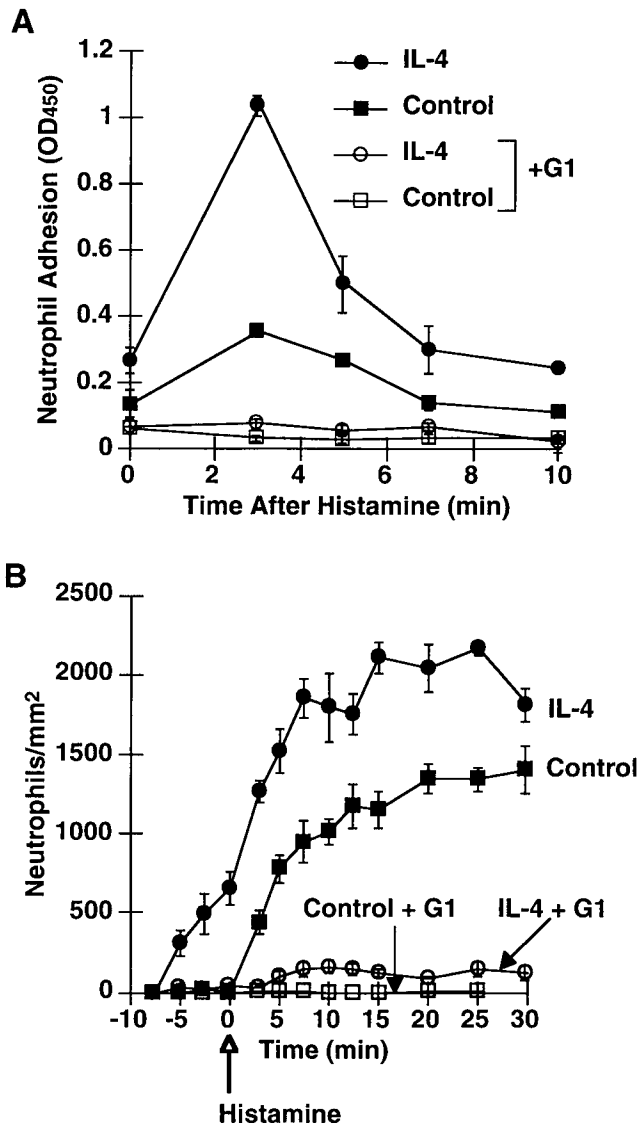 A
Neutrophil Adhesion (OD450)
1.2
1
0.8
0.6
0.4
0.2
0
IL-4
Control
IL-4
Control
+G1
0 2 4 6 8 10
Time After Histamine (min)
B
Neutrophils/mm2
2500
2000
1500
1000
500
0
IL-4
Control
Control + G1
IL-4 + G1
-10 -5 0 5 10 15 20 25 30
Time (min)
Histamine